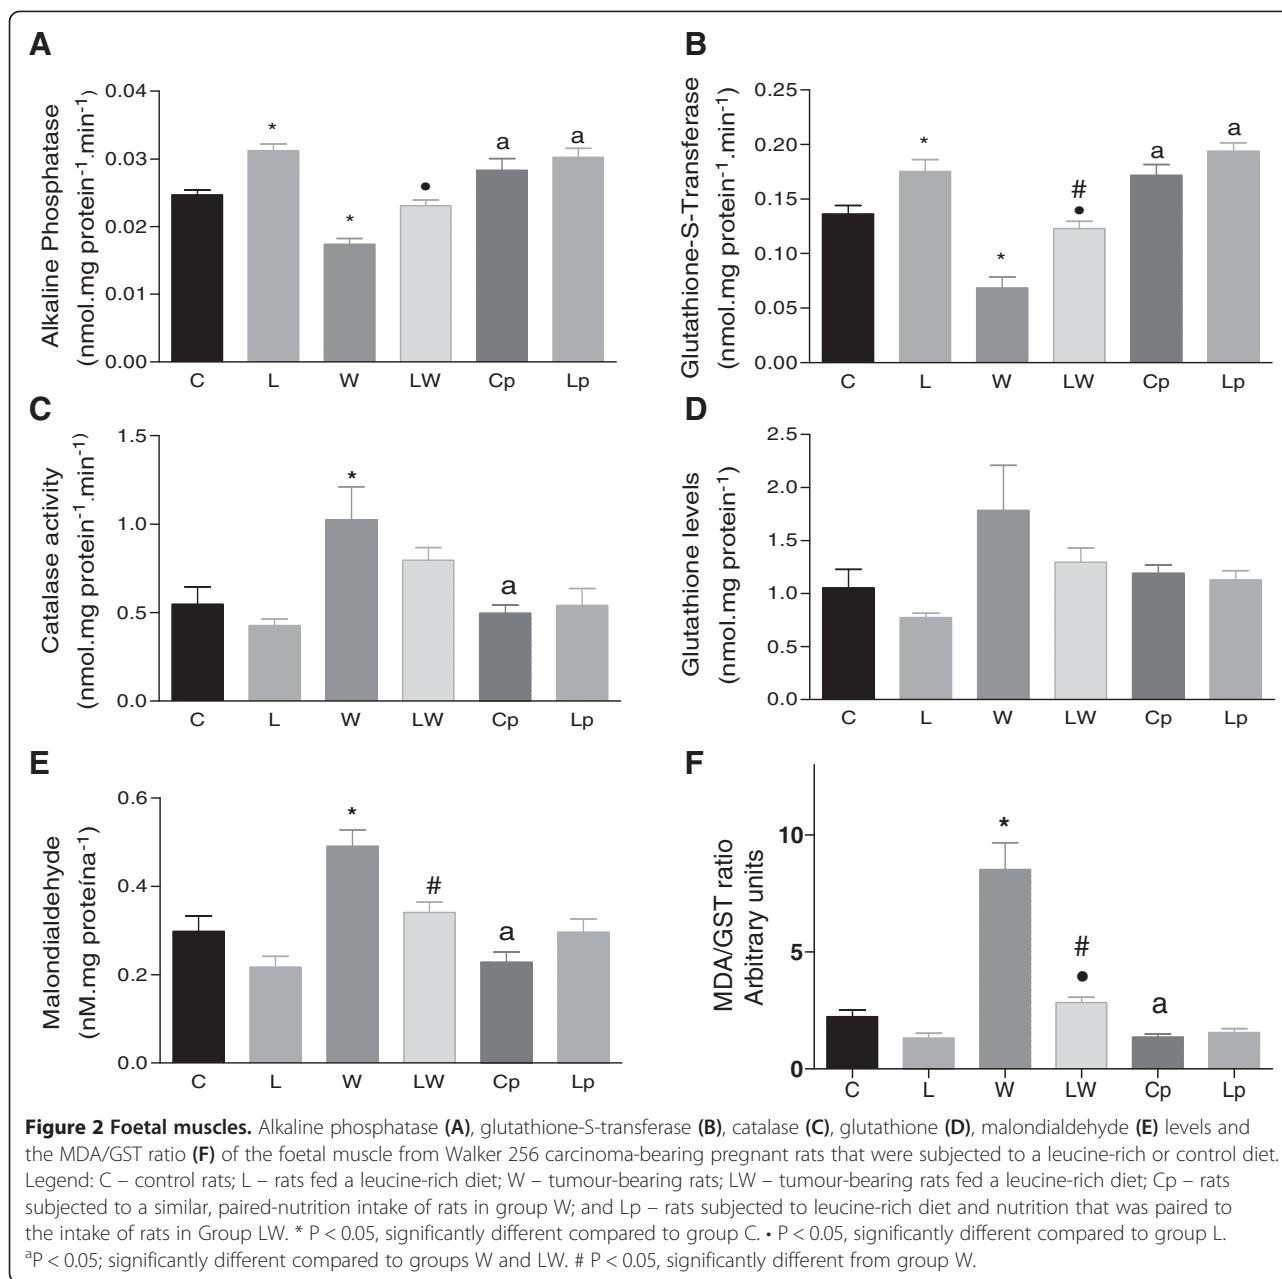 A
Alkaline Phosphatase
(nmol.mg protein-1.min-1)
0.04
0.03
0.02
0.01
0.00
*
*
•
a
a
C L W LW Cp Lp
B
Glutathione-S-Transferase
(nmol.mg protein-1.min-1)
0.25
0.20
0.15
0.10
0.05
0.00
*
*
#
•
a
a
C L W LW Cp Lp
C
Catalase activity
(nmol.mg protein-1.min-1)
1.5
1.0
0.5
0.0
*
a
C L W LW Cp Lp
D
Glutathione levels
(nmol.mg protein-1)
2.5
2.0
1.5
1.0
0.5
0.0
C L W LW Cp Lp
E
Malondialdehyde
(nM.mg proteína-1)
0.6
0.4
0.2
0.0
*
#
a
C L W LW Cp Lp
F
MDA/GST ratio
Arbitrary units
10
5
0
*
#
•
a
C L W LW Cp Lp
Figure 2 Foetal muscles. Alkaline phosphatase (A), glutathione-S-transferase (B), catalase (C), glutathione (D), malondialdehyde (E) levels and
the MDA/GST ratio (F) of the foetal muscle from Walker 256 carcinoma-bearing pregnant rats that were subjected to a leucine-rich or control diet.
Legend: C – control rats; L – rats fed a leucine-rich diet; W – tumour-bearing rats; LW – tumour-bearing rats fed a leucine-rich diet; Cp – rats
subjected to a similar, paired-nutrition intake of rats in group W; and Lp – rats subjected to leucine-rich diet and nutrition that was paired to
the intake of rats in Group LW. * P < 0.05, significantly different compared to group C. • P < 0.05, significantly different compared to group L.
aP < 0.05; significantly different compared to groups W and LW. # P < 0.05, significantly different from group W.